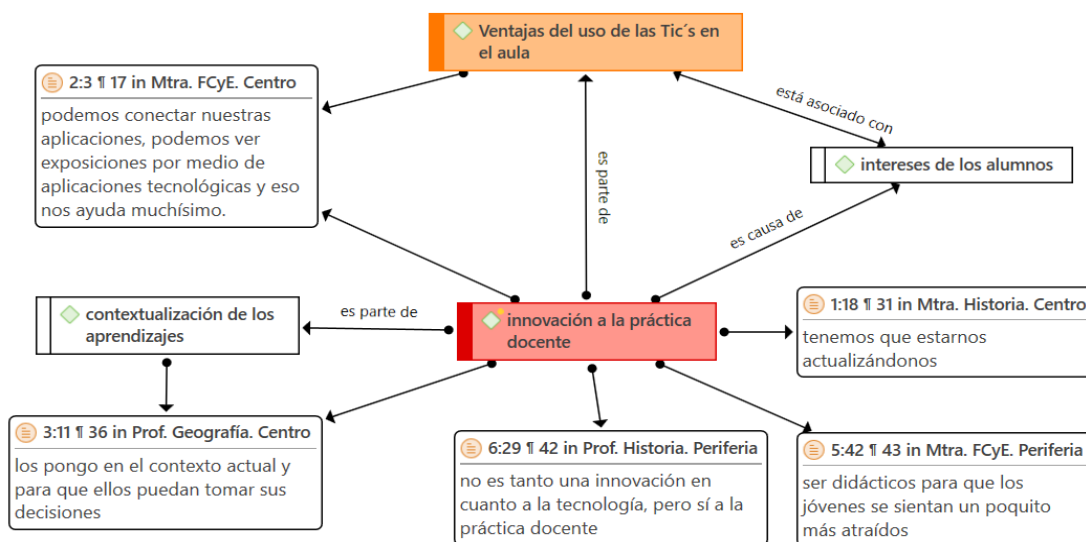 Ventajas del uso de las Tic´s en
el aula
2:3 ¶ 17 in Mtra. FCyE. Centro
podemos conectar nuestras
aplicaciones, podemos ver
exposiciones por medio de
aplicaciones tecnológicas y eso
nos ayuda muchísimo.
está asociado con
intereses de los alumnos
es parte de
es causa de
contextualización de los
aprendizajes
es parte de
innovación a la práctica
docente
1:18 ¶ 31 in Mtra. Historia. Centro
tenemos que estarnos
actualizándonos
3:11 ¶ 36 in Prof. Geografía. Centro
los pongo en el contexto actual y
para que ellos puedan tomar sus
decisiones
6:29 ¶ 42 in Prof. Historia. Periferia
no es tanto una innovación en
cuanto a la tecnología, pero sí a la
práctica docente
5:42 ¶ 43 in Mtra. FCyE. Periferia
ser didácticos para que los
jóvenes se sientan un poquito
más atraídos